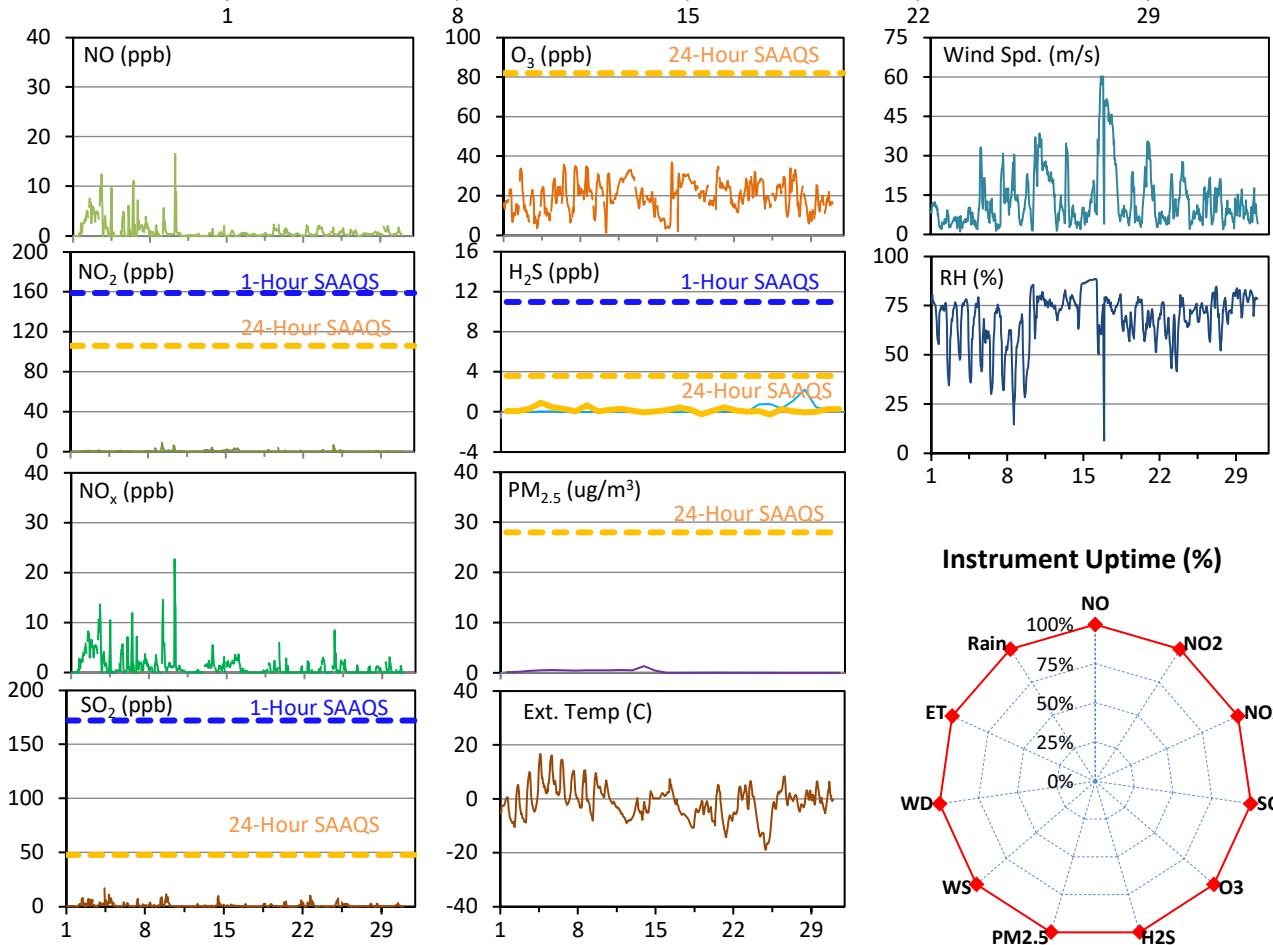 1 8 15 22 29
NO (ppb)
40
30
20
10
0
NO2 (ppb)
1-Hour SAAQS
24-Hour SAAQS
200
160
120
80
40
0
NOx (ppb)
40
30
20
10
0
SO2 (ppb)
1-Hour SAAQS
24-Hour SAAQS
200
150
100
50
0
1 8 15 22 29
O3 (ppb)
24-Hour SAAQS
100
80
60
40
20
0
H2S (ppb)
1-Hour SAAQS
24-Hour SAAQS
16
12
8
4
0
-4
PM2.5 (ug/m3)
24-Hour SAAQS
40
30
20
10
0
Ext. Temp (C)
40
20
0
-20
-40
1 8 15 22 29
Wind Spd. (m/s)
75
60
45
30
15
0
RH (%)
100
75
50
25
0
1 8 15 22 29
Instrument Uptime (%)
NO
NO2
NO
SO
O3
H2S
PM2.5
WS
WD
ET
Rain
100%
75%
50%
25%
0%